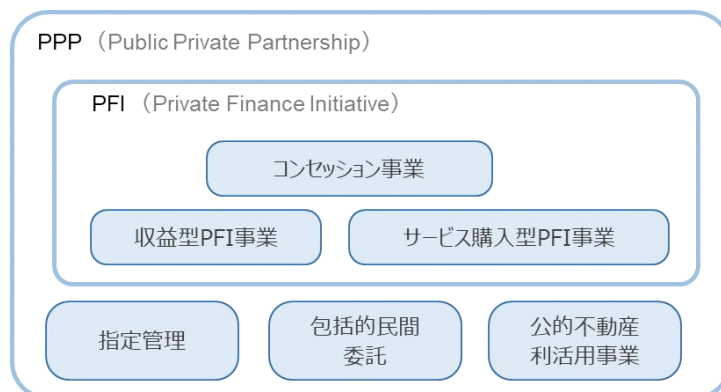 PPP （Public Private Partnership）
PFI （Private Finance Initiative）
コンセッション事業
収益型PFI事業
サービス購入型PFI事業
指定管理
包括的民間
委託
公的不動産
利活用事業